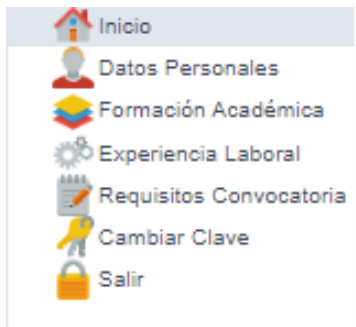 Inicio
Datos Personales
Formación Académica
Experiencia Laboral
Requisitos Convocatoria
Cambiar Clave
Salir